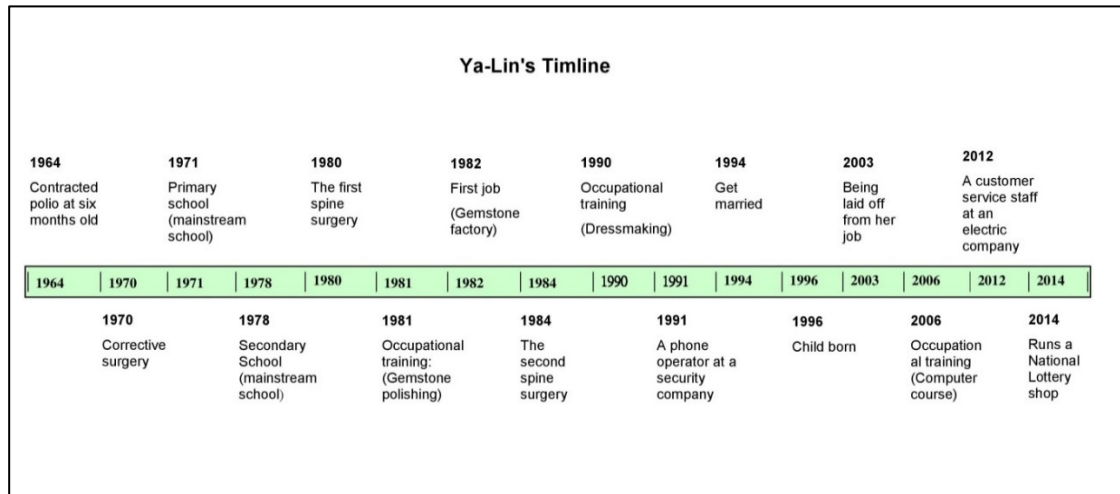 Ya-Lin's Timline
1964
Contracted
polio at six
months old
1971
Primary
school
(mainstream
school)
1980
The first
spine
surgery
1982
First job
(Gemstone
factory)
1990
Occupational
training
(Dressmaking)
1994
Get
married
2003
Being
laid off
from her
job
2012
A customer
service staff
at an
electric
company
1964 1970 1971 1978 1980 1981 1982 1984 1990 1991 1994 1996 2003 2006 2012 2014
1970
Corrective
surgery
1978
Secondary
School
(mainstream
school)
1981
Occupational
training:
(Gemstone
polishing)
1984
The
second
spine
surgery
1991
A phone
operator at a
security
company
1996
Child born
2006
Occupation
al training
(Computer
course)
2014
Runs a
National
Lottery
shop